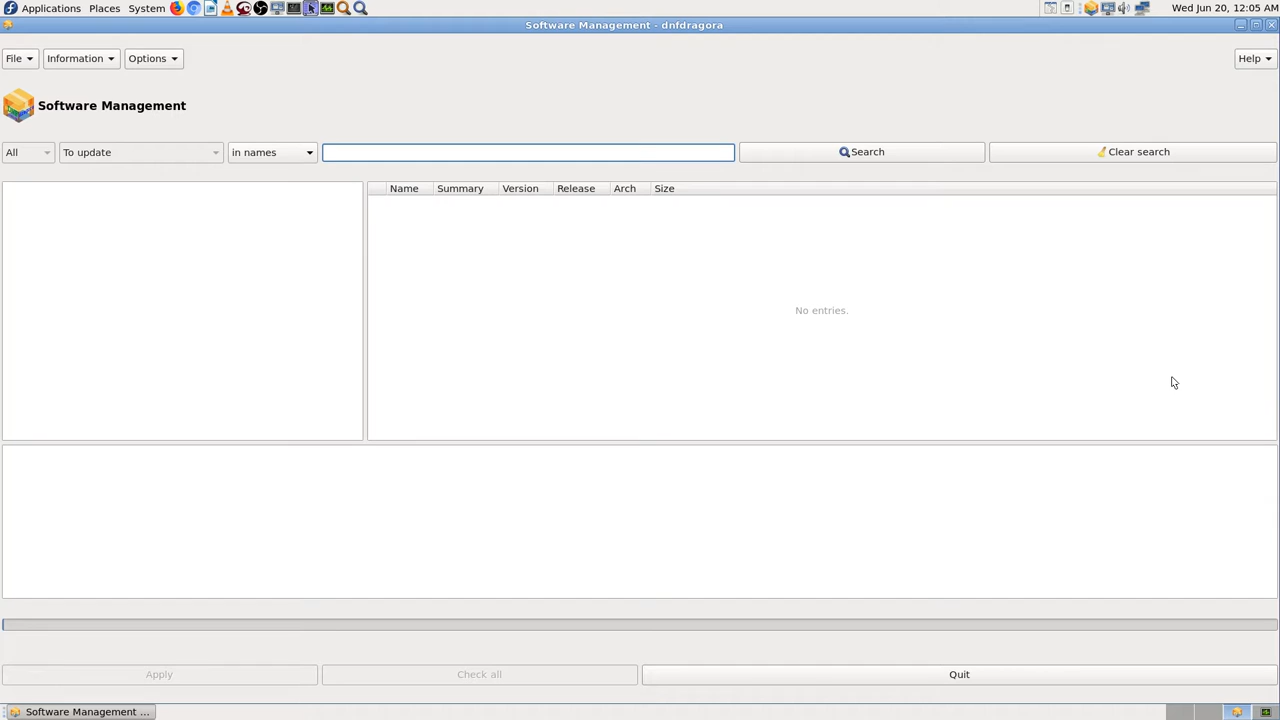 Applications Places System Wed Jun 20, 12:05 AM
Software Management - dnfdragora
File Information Options Help
Software Management
All To update in names Search Clear search
Name Summary Version Release Arch Size
No entries.
Apply Check all Quit
Software Management ...